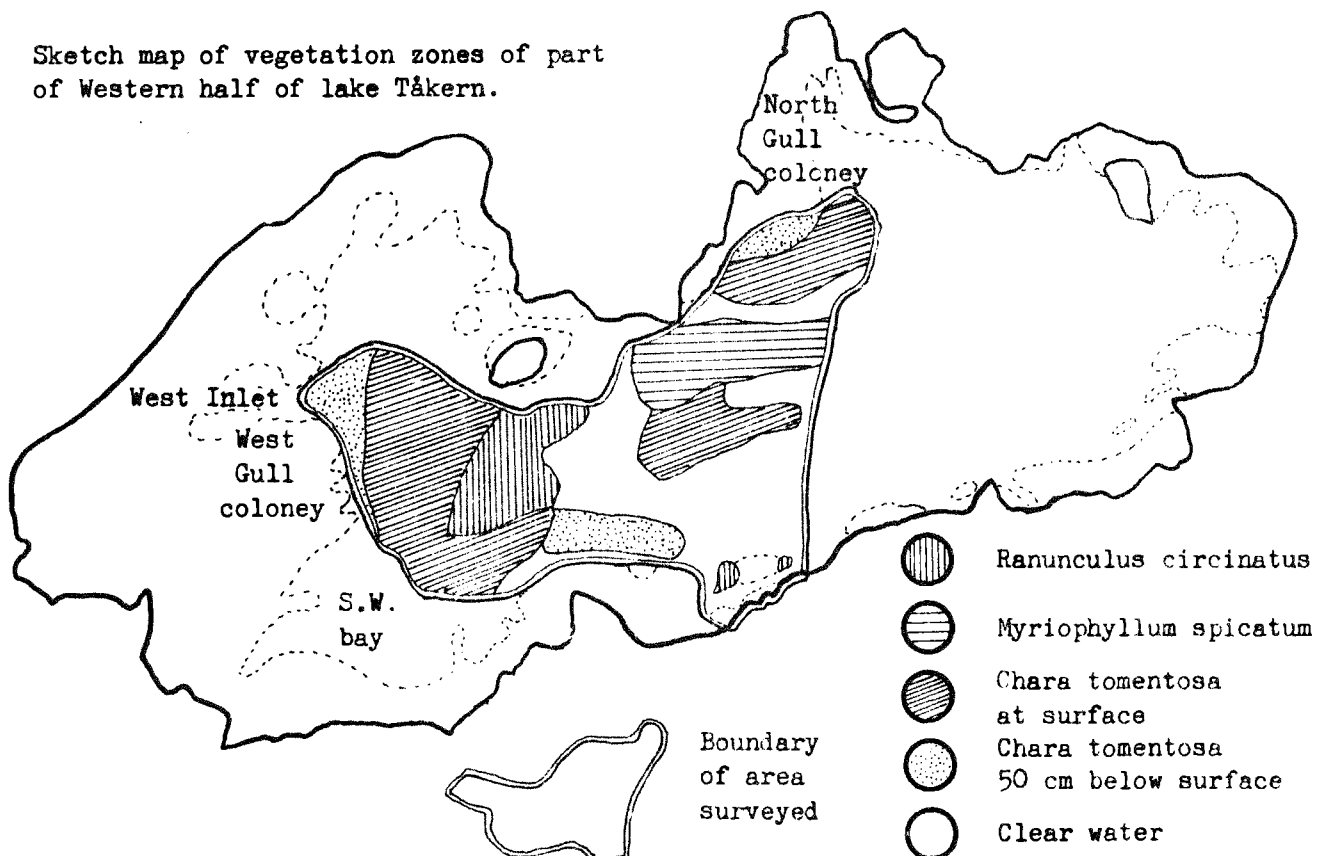 Sketch map of vegetation zones of part
of Western half of lake Tåkern.
North
Gull
coloney
West Inlet
West
Gull
coloney
S.W.
bay
Boundary
of area
surveyed
Ranunculus circinatus
Myriophyllum spicatum
Chara tomentosa
at surface
Chara tomentosa
50 cm below surface
Clear water